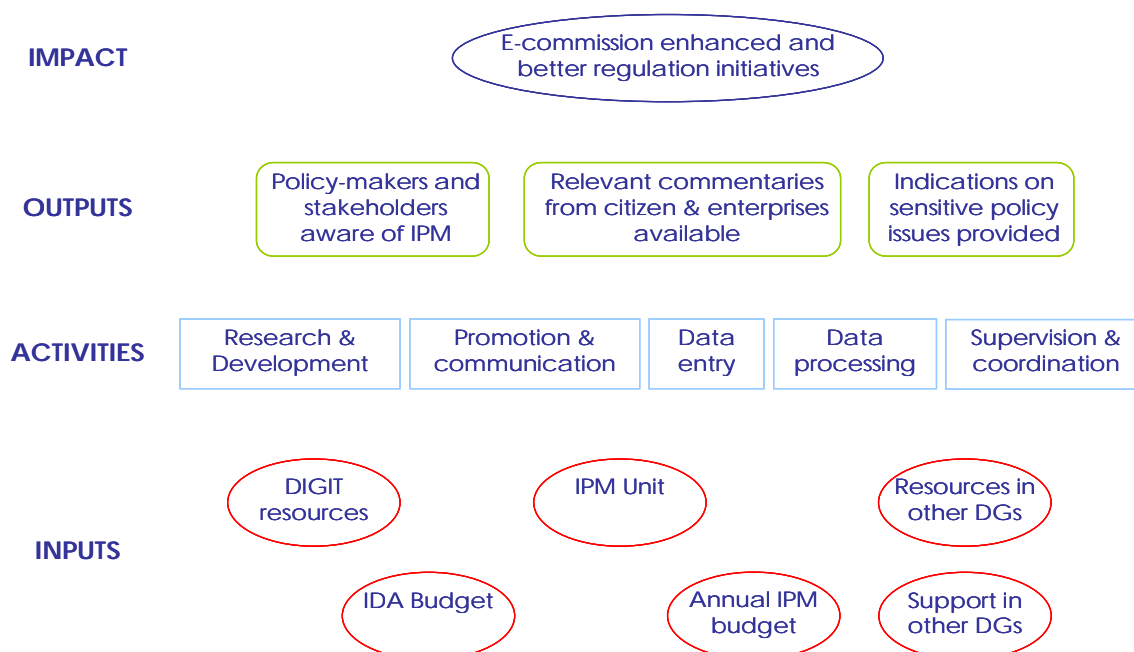 IMPACT
E-commission enhanced and
better regulation initiatives
OUTPUTS
Policy-makers and
stakeholders
aware of IPM
Relevant commentaries
from citizen & enterprises
available
Indications on
sensitive policy
issues provided
ACTIVITIES
Research &
Development
Promotion &
communication
Data
entry
Data
processing
Supervision &
coordination
INPUTS
DIGIT
resources
IPM Unit
Resources in
other DGs
IDA Budget
Annual IPM
budget
Support in
other DGs